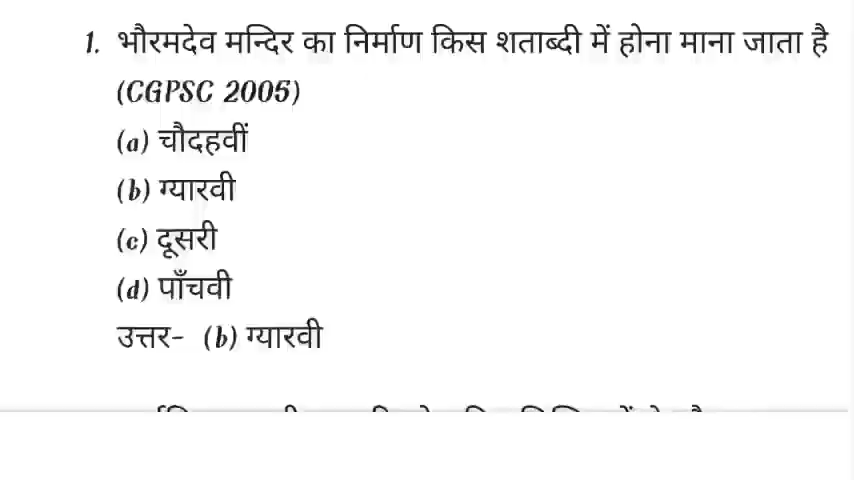 1. भौरमदेव मन्दिर का निर्माण किस शताब्दी में होना माना जाता है
(CGPSC 2005)
(a) चौदहवीं
(b) ग्यारवी
(c) दूसरी
(d) पाँचवी
उत्तर- (b) ग्यारवी